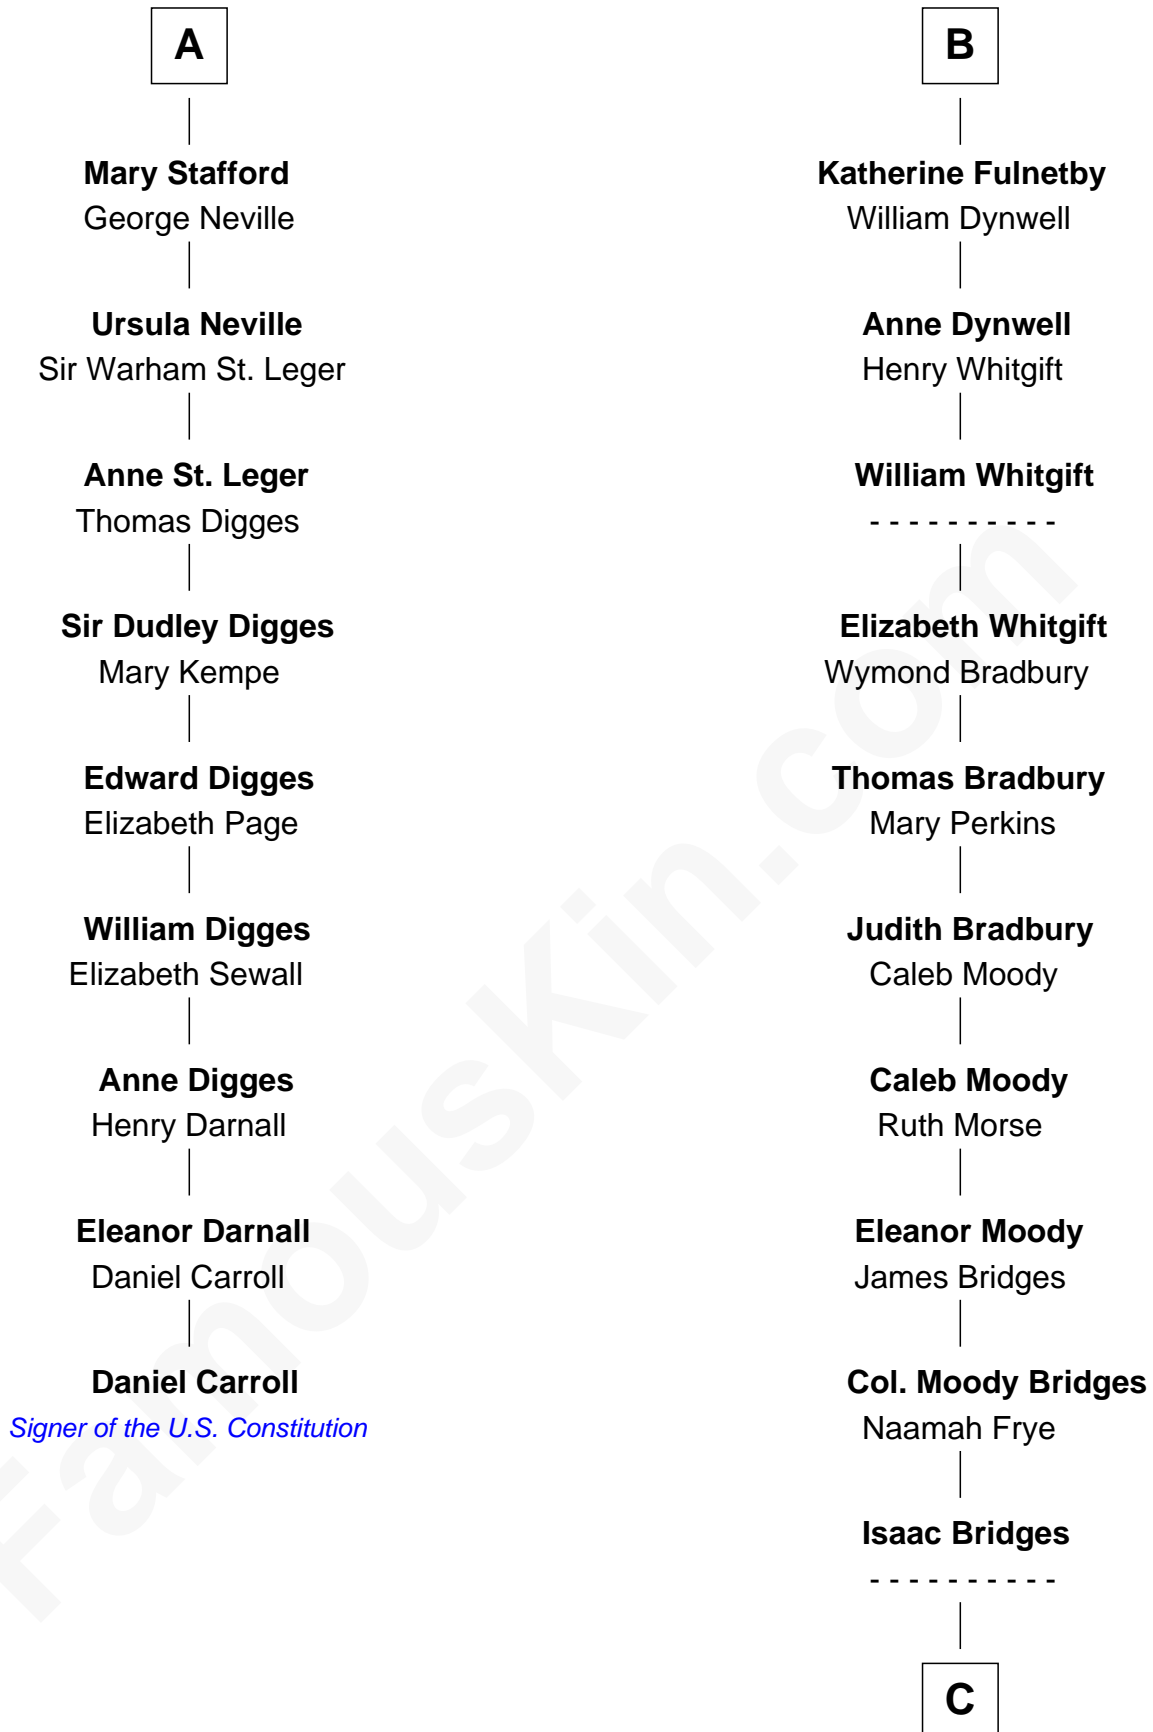 A
Mary Stafford
George Neville
Ursula Neville
Sir Warham St. Leger
Anne St. Leger
Thomas Digges
Sir Dudley Digges
Mary Kempe
Edward Digges
Elizabeth Page
William Digges
Elizabeth Sewall
Anne Digges
Henry Darnall
Eleanor Darnall
Daniel Carroll
Daniel Carroll
Signer of the U.S. Constitution
B
Katherine Fulnetby
William Dynwell
Anne Dynwell
Henry Whitgift
William Whitgift
- - - - - - - - - -
Elizabeth Whitgift
Wymond Bradbury
Thomas Bradbury
Mary Perkins
Judith Bradbury
Caleb Moody
Caleb Moody
Ruth Morse
Eleanor Moody
James Bridges
Col. Moody Bridges
Naamah Frye
Isaac Bridges
- - - - - - - - - -
C
FamousKin.com